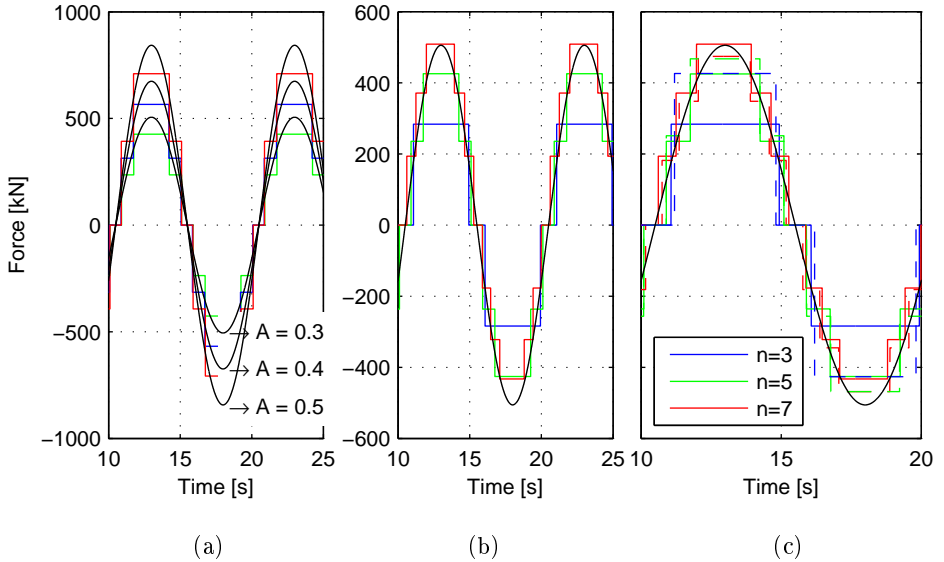 Force [kN]
1000
500
0
−500
−1000
10
15
20
25
Time [s]
→ A = 0.3
→ A = 0.4
→ A = 0.5
(a)
600
400
200
0
−200
−400
−600
10
15
20
25
Time [s]
(b)
10
15
20
Time [s]
n=3
n=5
n=7
(c)